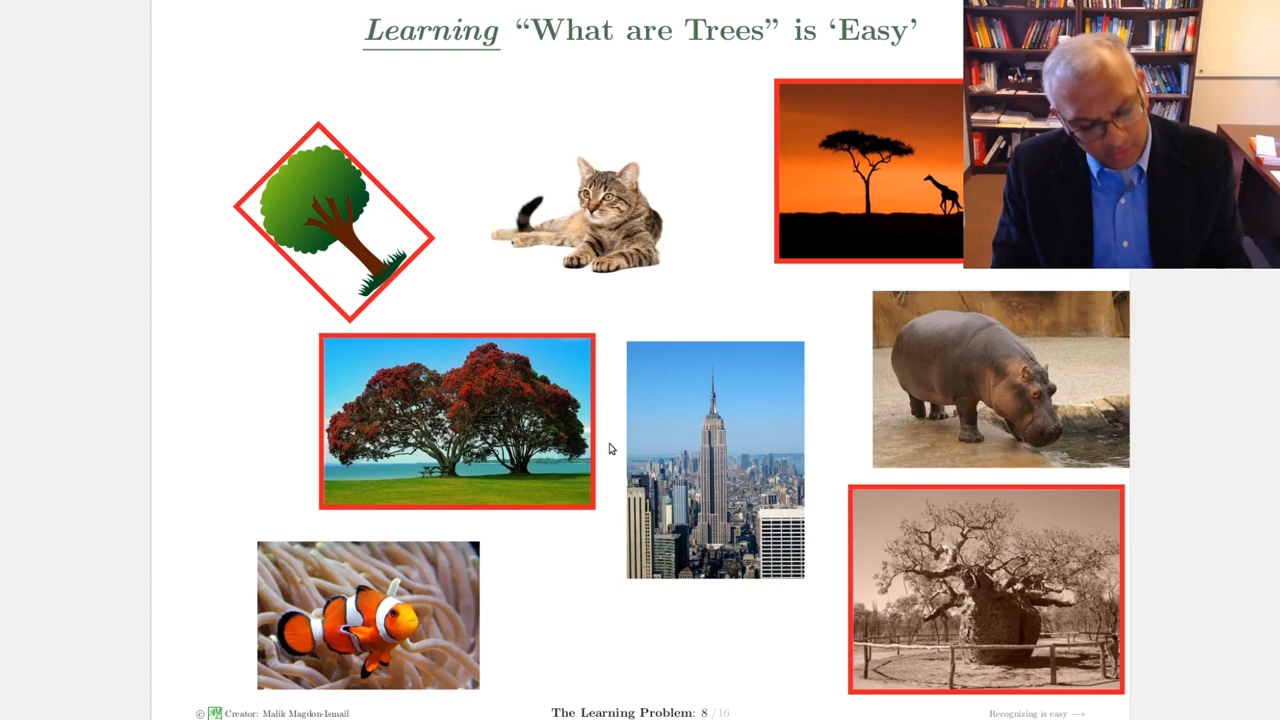 Learning “What are Trees” is ‘Easy’
© Creator: Malik Magdon-Ismail
The Learning Problem: 8 /16
Recognizing is easy ⟶